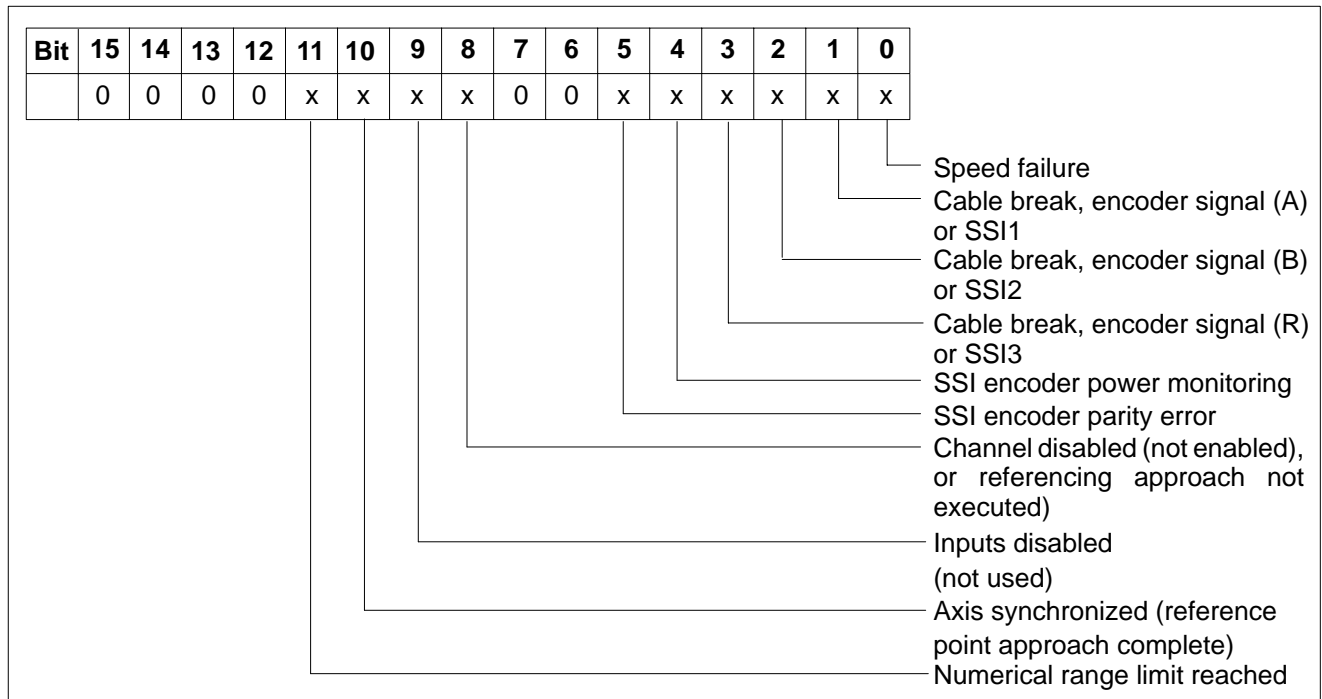 Bit 15 14 13 12 11 10 9 8 7 6 5 4 3 2 1 0
0 0 0 0 x x x x 0 0 x x x x x x
Speed failure
Cable break, encoder signal (A)
or SSI1
Cable break, encoder signal (B)
or SSI2
Cable break, encoder signal (R)
or SSI3
SSI encoder power monitoring
SSI encoder parity error
Channel disabled (not enabled),
or referencing approach not
executed)
Inputs disabled
(not used)
Axis synchronized (reference
point approach complete)
Numerical range limit reached